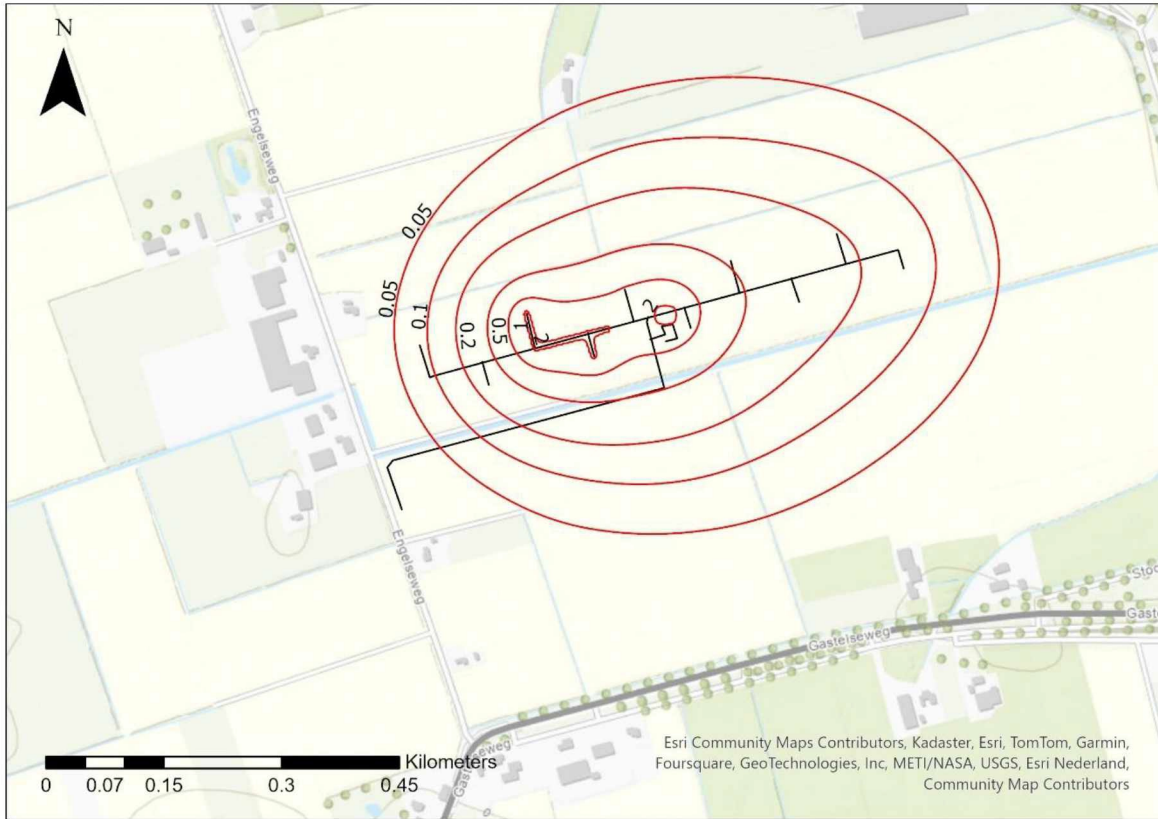 N
Engelseweg
0.05
0.05
0.1
0.2
0.5
1
2
2
Engelseweg
Gastelseweg
Stoo
Gaste
Gastelseweg
Kilometers
0 0.07 0.15 0.3 0.45
Esri Community Maps Contributors, Kadaster, Esri, TomTom, Garmin,
Foursquare, GeoTechnologies, Inc, METI/NASA, USGS, Esri Nederland,
Community Map Contributors